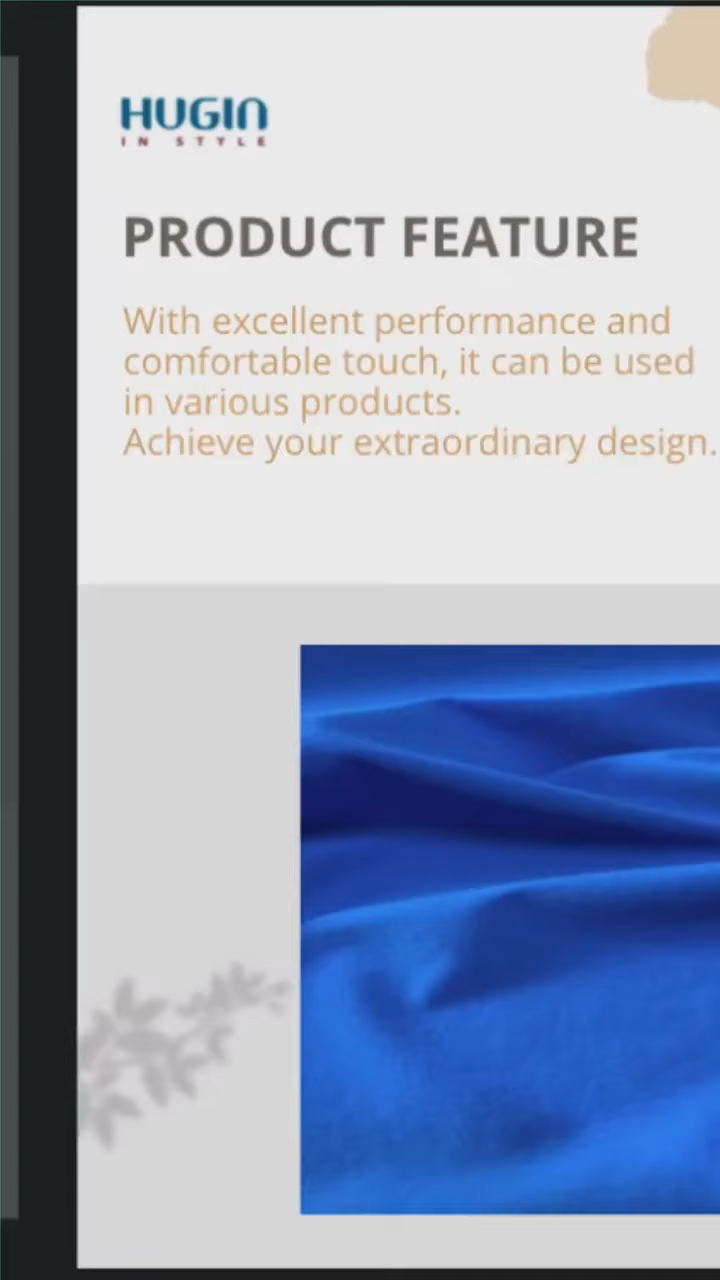 HUGIN
IN STYLE
PRODUCT FEATURE
With excellent performance and
comfortable touch, it can be used
in various products.
Achieve your extraordinary design.